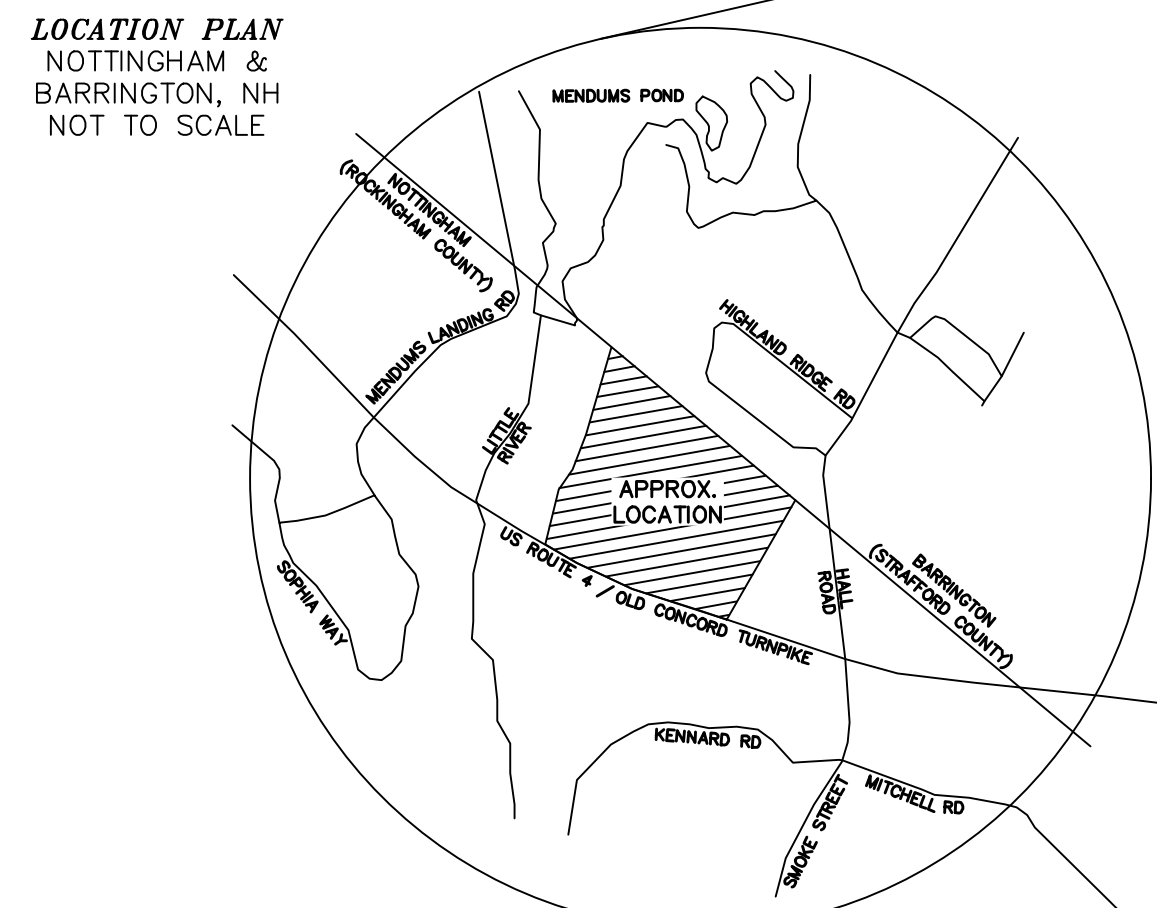 LOCATION PLAN
NOTTINGHAM &
BARRINGTON, NH
NOT TO SCALE
MENDUMS POND
NOTTINGHAM
(ROCKINGHAM COUNTY)
MENDUMS LANDING RD
HIGHLAND RIDGE RD
LITTLE
RIVER
APPROX.
LOCATION
US ROUTE 4 / OLD CONCORD TURNPIKE
HALL
ROAD
BARRINGTON
(STRAFFORD COUNTY)
SOPHIA WAY
KENNARD RD
MITCHELL RD
SMOKE STREET